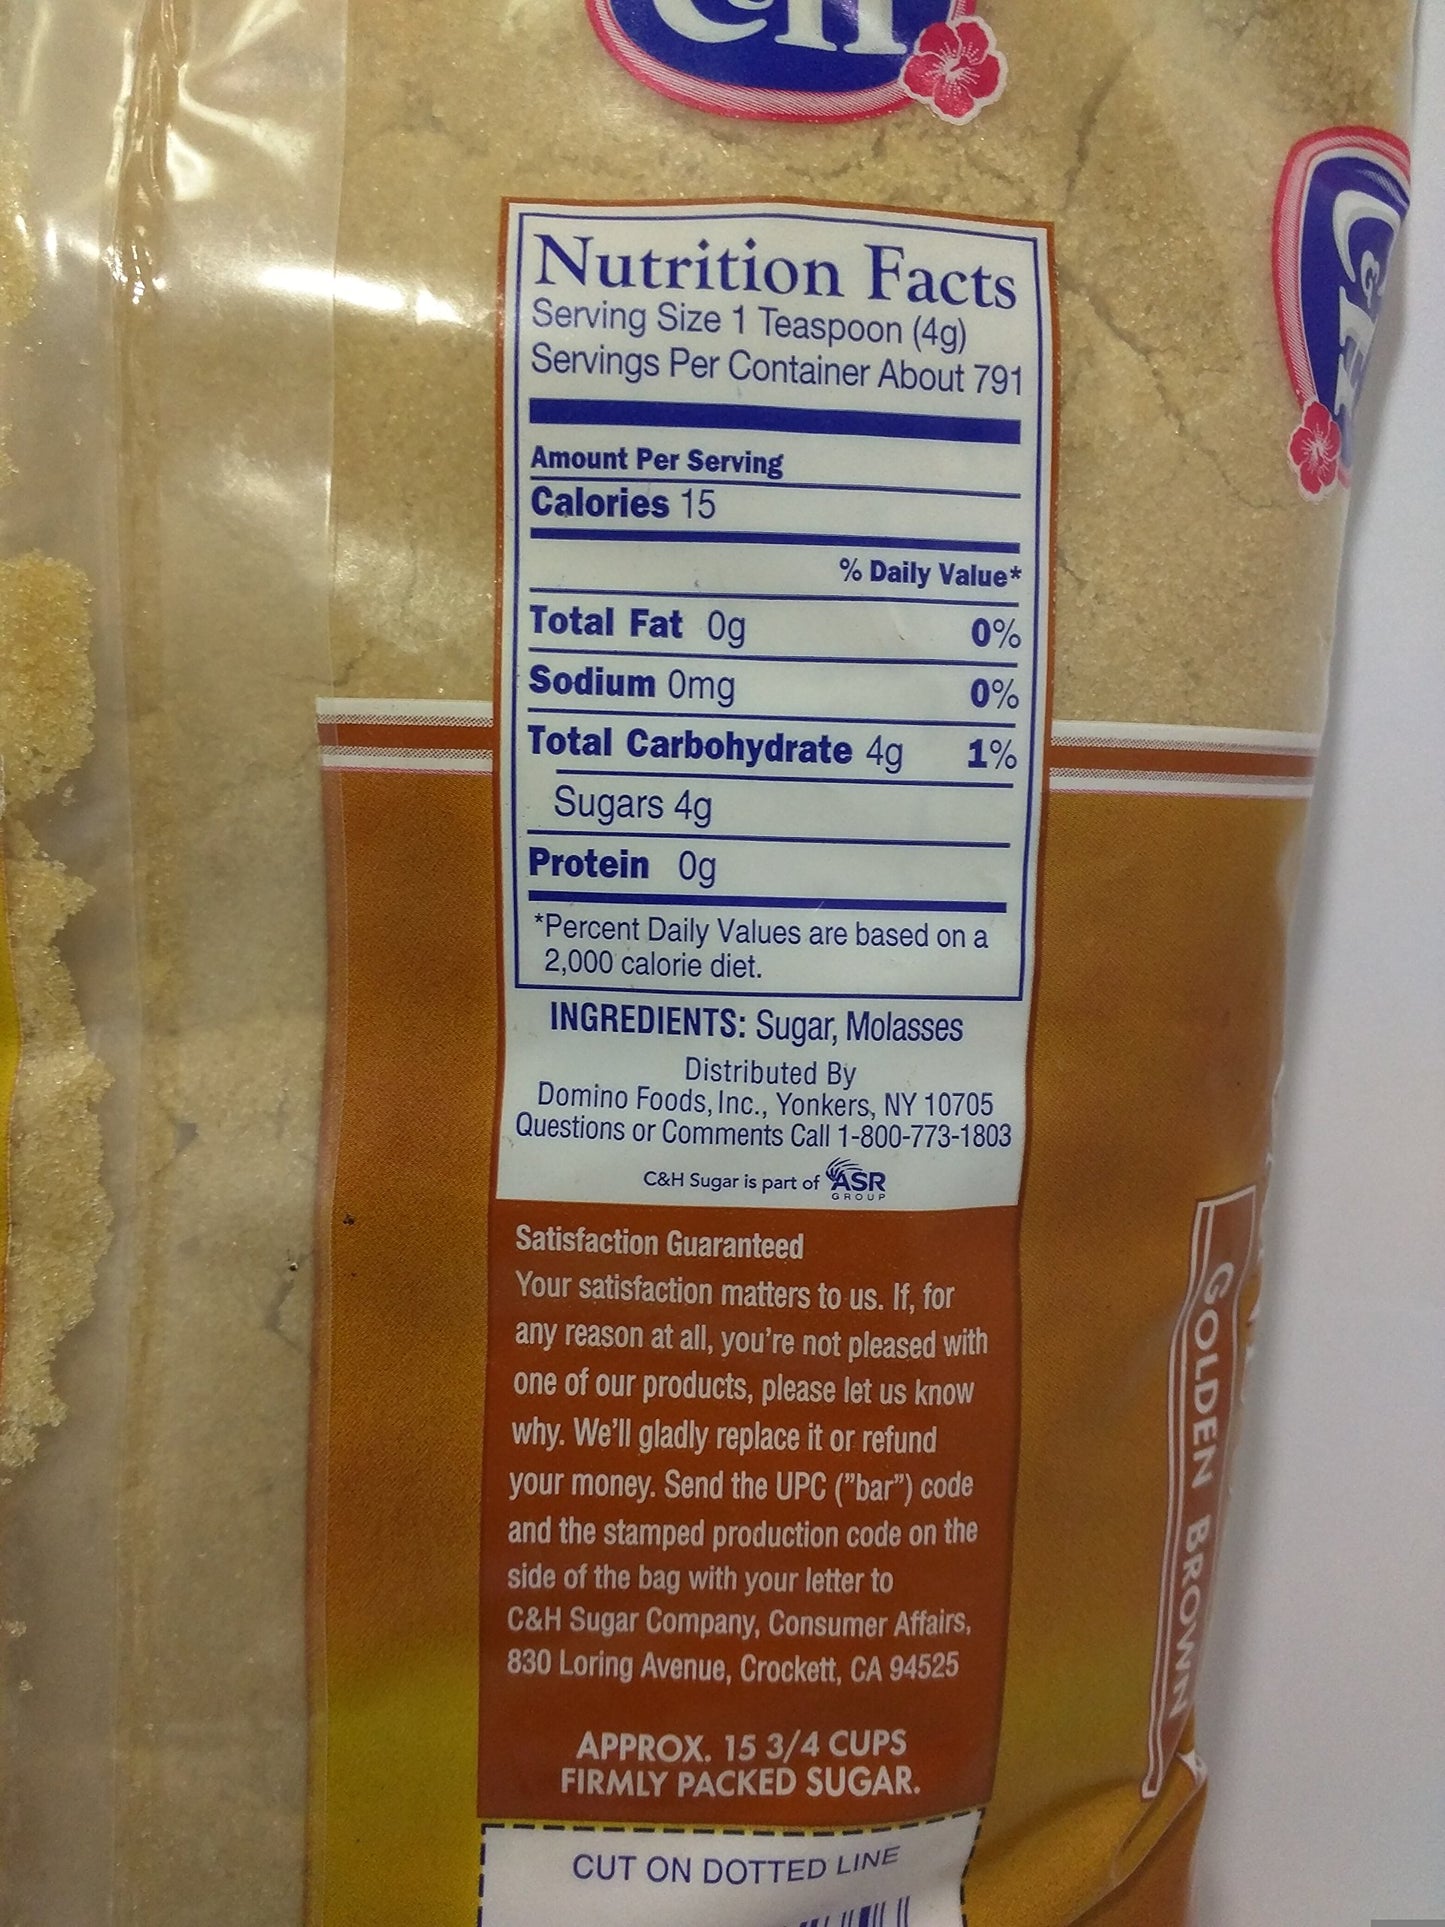 C&H
C&H
Nutrition Facts
Serving Size 1 Teaspoon (4g)
Servings Per Container About 791
Amount Per Serving
Calories 15
% Daily Value*
Total Fat 0g 0%
Sodium 0mg 0%
Total Carbohydrate 4g 1%
Sugars 4g
Protein 0g
*Percent Daily Values are based on a
2,000 calorie diet.
INGREDIENTS: Sugar, Molasses
Distributed By
Domino Foods, Inc., Yonkers, NY 10705
Questions or Comments Call 1-800-773-1803
C&H Sugar is part of ASR
GROUP
Satisfaction Guaranteed
Your satisfaction matters to us. If, for
any reason at all, you're not pleased with
one of our products, please let us know
why. We'll gladly replace it or refund
your money. Send the UPC ("bar") code
and the stamped production code on the
side of the bag with your letter to
C&H Sugar Company, Consumer Affairs,
830 Loring Avenue, Crockett, CA 94525
APPROX. 15 3/4 CUPS
FIRMLY PACKED SUGAR.
CUT ON DOTTED LINE
GOLDEN BROWN